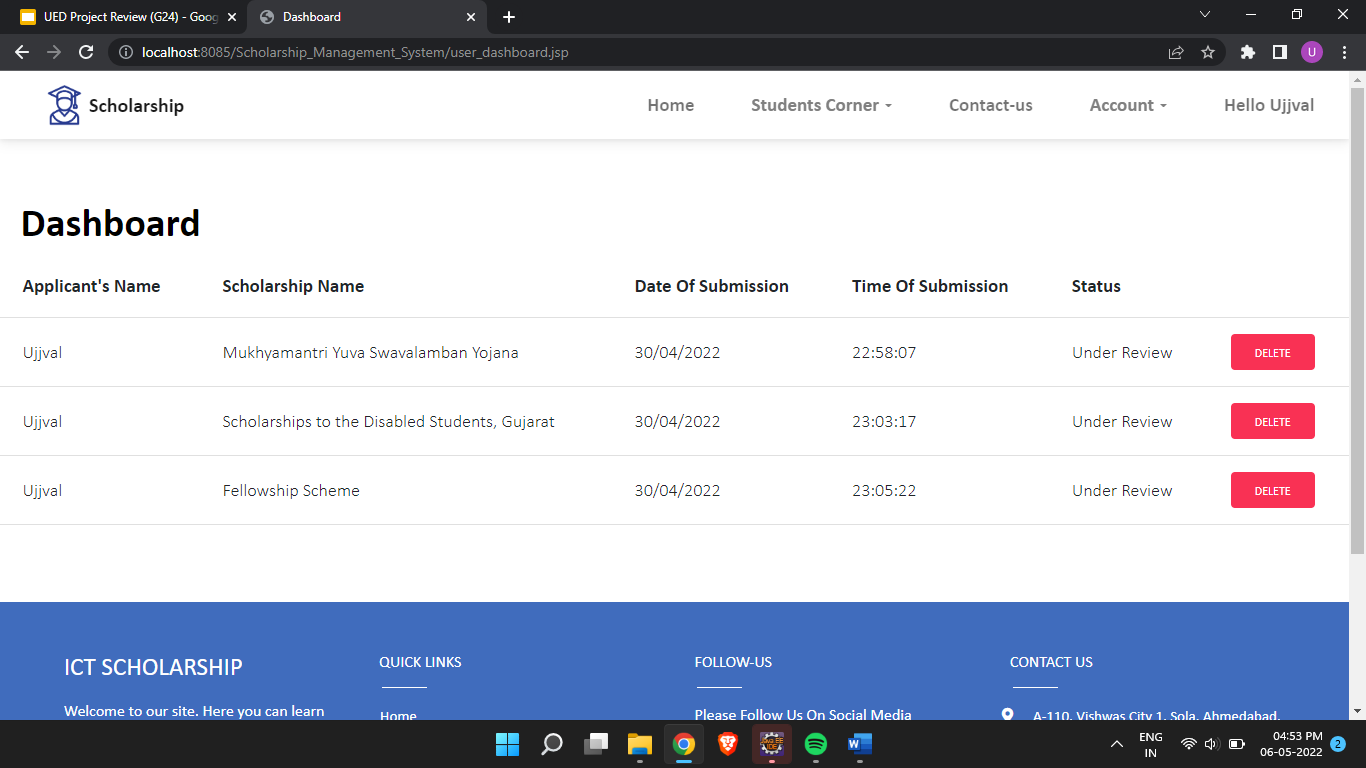 UED Project Review (G24) - Goog
Dashboard
localhost:8085/Scholarship_Management_System/user_dashboard.jsp
U
Scholarship
Home
Students Corner
Contact-us
Account
Hello Ujjval
Dashboard
Applicant's Name Scholarship Name Date Of Submission Time Of Submission Status
Ujjval Mukhyamantri Yuva Swavalamban Yojana 30/04/2022 22:58:07 Under Review DELETE
Ujjval Scholarships to the Disabled Students, Gujarat 30/04/2022 23:03:17 Under Review DELETE
Ujjval Fellowship Scheme 30/04/2022 23:05:22 Under Review DELETE
ICT SCHOLARSHIP
Welcome to our site. Here you can learn
QUICK LINKS
Home
FOLLOW-US
Please Follow Us On Social Media
CONTACT US
A-110, Vishwas City 1, Sola, Ahmedabad,
ENG
IN
04:53 PM
06-05-2022
2